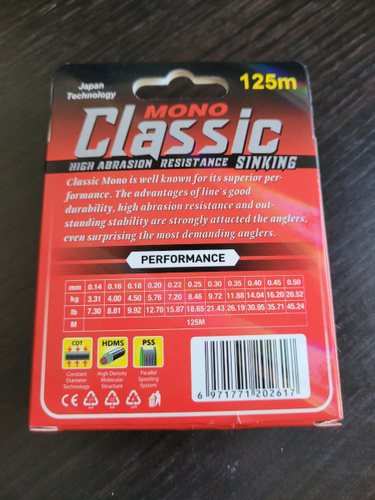 Japan
Technology
125m
MONO
Classic
HIGH ABRASION RESISTANCE SINKING
Classic Mono is well known for its superior per-
formance. The advantages of line's good
durability, high abrasion resistance and out-
standing stability are strongly attacted the anglers,
even surprising the most demanding anglers.
PERFORMANCE
mm 0.14 0.16 0.18 0.20 0.22 0.25 0.30 0.35 0.40 0.45 0.50
kg 3.31 4.00 4.50 5.76 7.20 8.46 9.72 11.88 14.04 16.20 20.52
lb 7.30 8.81 9.92 12.70 15.87 18.65 21.43 26.19 30.95 35.71 45.24
M 125M
CDT HDMS PSS
Constant High Density Parallel
Diameter Molecular Spooling
Technology Structure System
CE
6 971771 202617